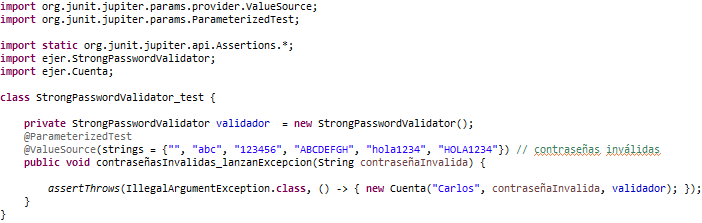 import org.junit.jupiter.params.provider.ValueSource;
import org.junit.jupiter.params.ParameterizedTest;

import static org.junit.jupiter.api.Assertions.*;
import ejer.StrongPasswordValidator;
import ejer.Cuenta;

class StrongPasswordValidator_test {

    private StrongPasswordValidator validador  = new StrongPasswordValidator();
    @ParameterizedTest
    @ValueSource(strings = {"", "abc", "123456", "ABCDEFGH", "hola1234", "HOLA1234"}) // contraseñas inválidas
    public void contraseñasInvalidas_lanzanExcepcion(String contraseñaInvalida) {

        assertThrows(IllegalArgumentException.class, () -> { new Cuenta("Carlos", contraseñaInvalida, validador); });
    }
}